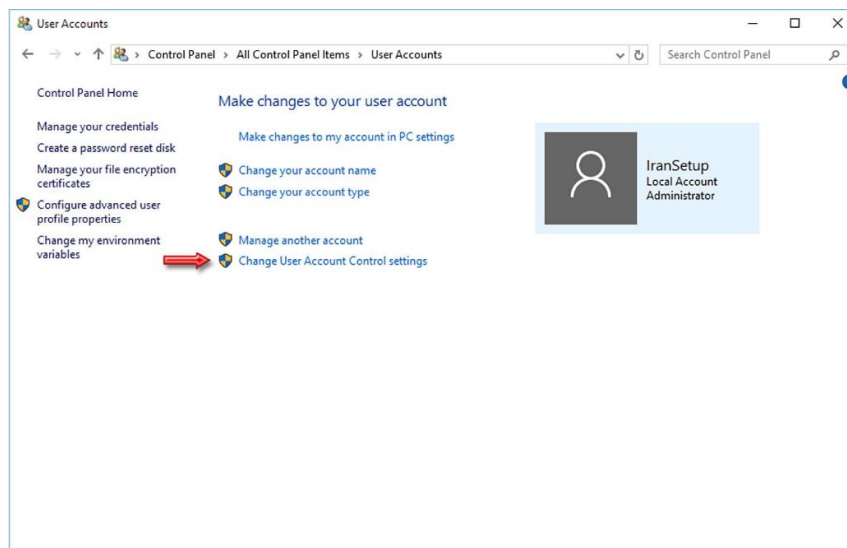 User Accounts
Control Panel > All Control Panel Items > User Accounts
Search Control Panel
Control Panel Home
Manage your credentials
Create a password reset disk
Manage your file encryption
certificates
Configure advanced user
profile properties
Change my environment
variables
Make changes to your user account
Make changes to my account in PC settings
Change your account name
Change your account type
Manage another account
Change User Account Control settings
IranSetup
Local Account
Administrator